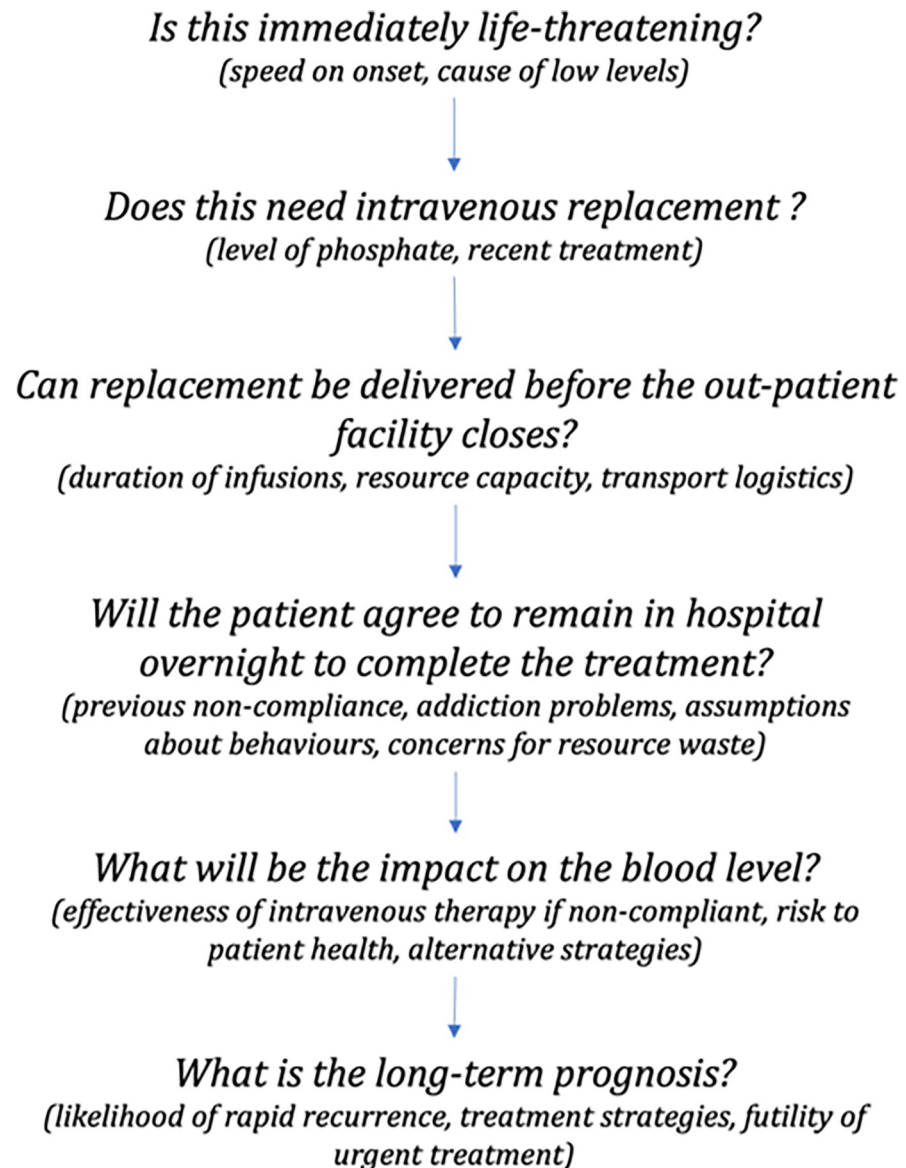 Is this immediately life-threatening?
(speed on onset, cause of low levels)
Does this need intravenous replacement ?
(level of phosphate, recent treatment)
Can replacement be delivered before the out-patient
facility closes?
(duration of infusions, resource capacity, transport logistics)
Will the patient agree to remain in hospital
overnight to complete the treatment?
(previous non-compliance, addiction problems, assumptions
about behaviours, concerns for resource waste)
What will be the impact on the blood level?
(effectiveness of intravenous therapy if non-compliant, risk to
patient health, alternative strategies)
What is the long-term prognosis?
(likelihood of rapid recurrence, treatment strategies, futility of
urgent treatment)